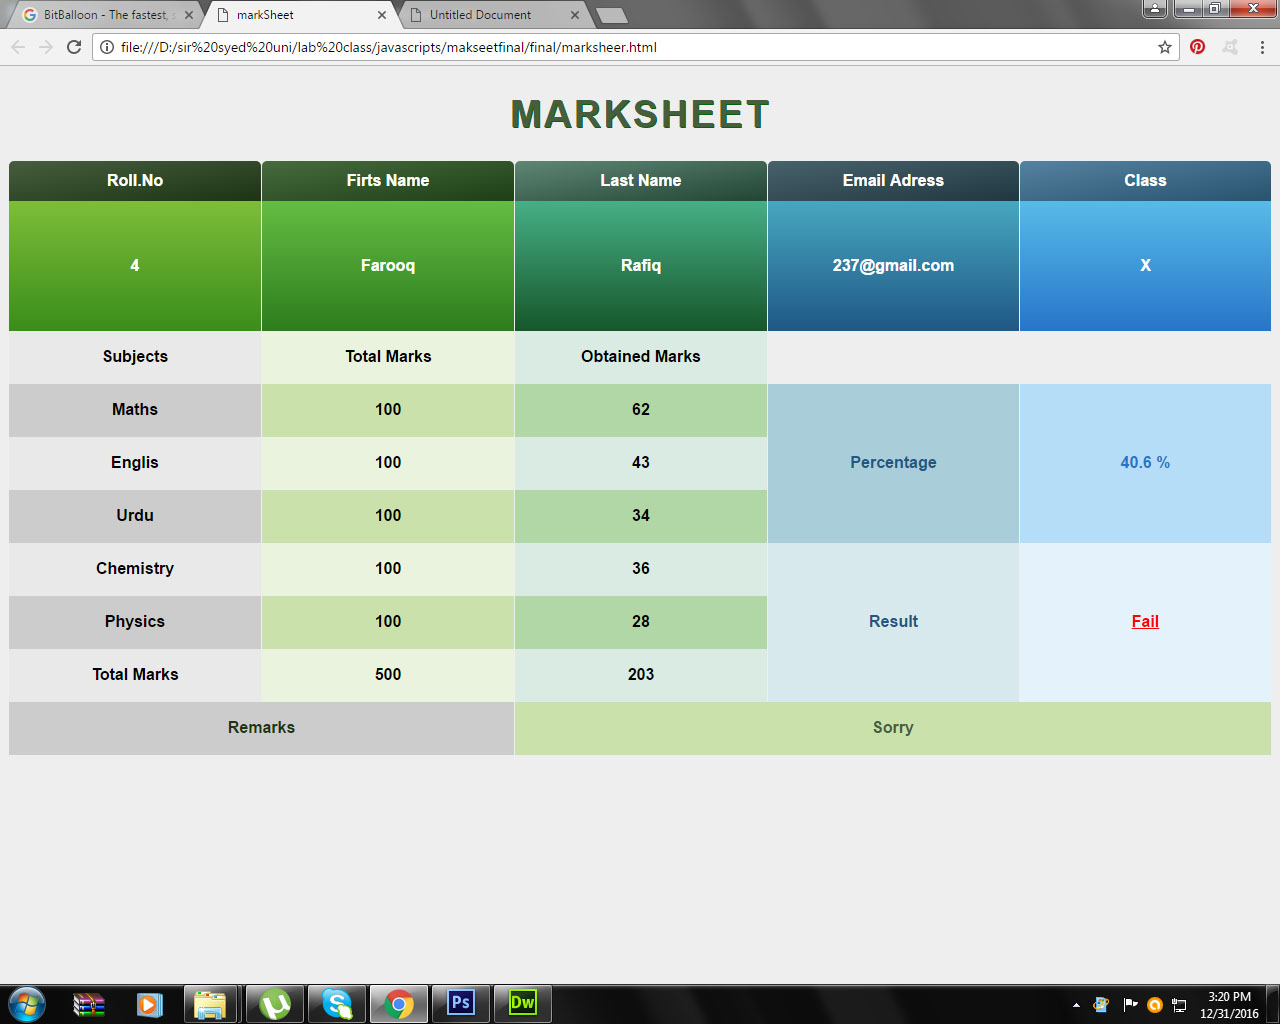 BitBalloon - The fastest, s
markSheet
Untitled Document
file:///D:/sir%20syed%20uni/lab%20class/javascripts/makseetfinal/final/marksheer.html
MARKSHEET
Roll.No Firts Name Last Name Email Adress Class
4 Farooq Rafiq 237@gmail.com X
Subjects Total Marks Obtained Marks
Maths 100 62
Englis 100 43 Percentage 40.6 %
Urdu 100 34
Chemistry 100 36
Physics 100 28 Result Fail
Total Marks 500 203
Remarks Sorry
Ps
Dw
3:20 PM
12/31/2016